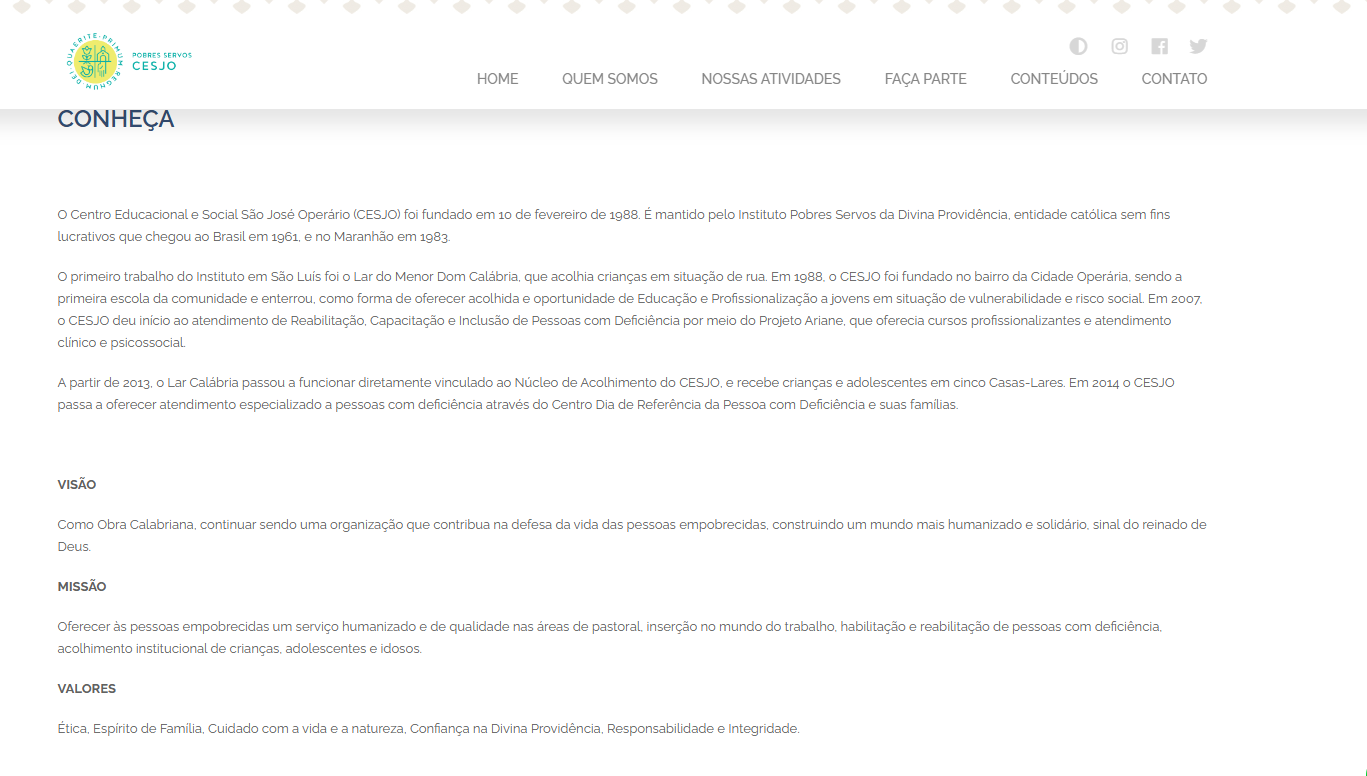 QUAERITE · PRIMUM · REGNUM · DEI ·
POBRES SERVOS
CESJO
HOME QUEM SOMOS NOSSAS ATIVIDADES FAÇA PARTE CONTEÚDOS CONTATO
CONHEÇA
O Centro Educacional e Social São José Operário (CESJO) foi fundado em 10 de fevereiro de 1988. É mantido pelo Instituto Pobres Servos da Divina Providência, entidade católica sem fins
lucrativos que chegou ao Brasil em 1961, e no Maranhão em 1983.
O primeiro trabalho do Instituto em São Luís foi o Lar do Menor Dom Calábria, que acolhia crianças em situação de rua. Em 1988, o CESJO foi fundado no bairro da Cidade Operária, sendo a
primeira escola da comunidade e enterrou, como forma de oferecer acolhida e oportunidade de Educação e Profissionalização a jovens em situação de vulnerabilidade e risco social. Em 2007,
o CESJO deu início ao atendimento de Reabilitação, Capacitação e Inclusão de Pessoas com Deficiência por meio do Projeto Ariane, que oferecia cursos profissionalizantes e atendimento
clínico e psicossocial.
A partir de 2013, o Lar Calábria passou a funcionar diretamente vinculado ao Núcleo de Acolhimento do CESJO, e recebe crianças e adolescentes em cinco Casas-Lares. Em 2014 o CESJO
passa a oferecer atendimento especializado a pessoas com deficiência através do Centro Dia de Referência da Pessoa com Deficiência e suas famílias.
VISÃO
Como Obra Calabriana, continuar sendo uma organização que contribua na defesa da vida das pessoas empobrecidas, construindo um mundo mais humanizado e solidário, sinal do reinado de
Deus.
MISSÃO
Oferecer às pessoas empobrecidas um serviço humanizado e de qualidade nas áreas de pastoral, inserção no mundo do trabalho, habilitação e reabilitação de pessoas com deficiência,
acolhimento institucional de crianças, adolescentes e idosos.
VALORES
Ética, Espírito de Família, Cuidado com a vida e a natureza, Confiança na Divina Providência, Responsabilidade e Integridade.